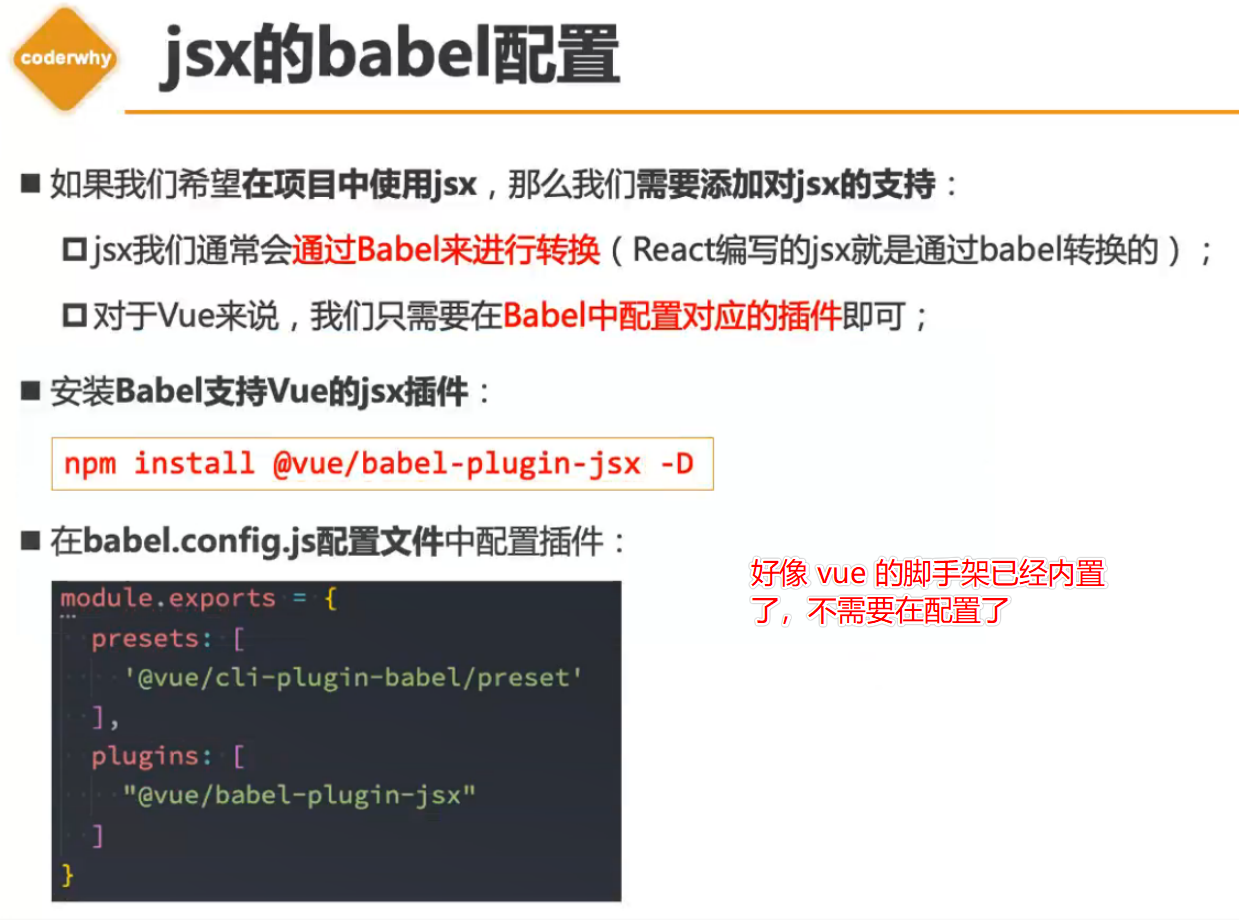 coderwhy
jsx的babel配置
■ 如果我们希望在项目中使用jsx，那么我们需要添加对jsx的支持：
□ jsx我们通常会通过Babel来进行转换（React编写的jsx就是通过babel转换的）；
□ 对于Vue来说，我们只需要在Babel中配置对应的插件即可；
■ 安装Babel支持Vue的jsx插件：
npm install @vue/babel-plugin-jsx -D
■ 在babel.config.js配置文件中配置插件：
module.exports = {
presets: [
'@vue/cli-plugin-babel/preset'
],
plugins: [
"@vue/babel-plugin-jsx"
]
}
好像 vue 的脚手架已经内置
了，不需要在配置了